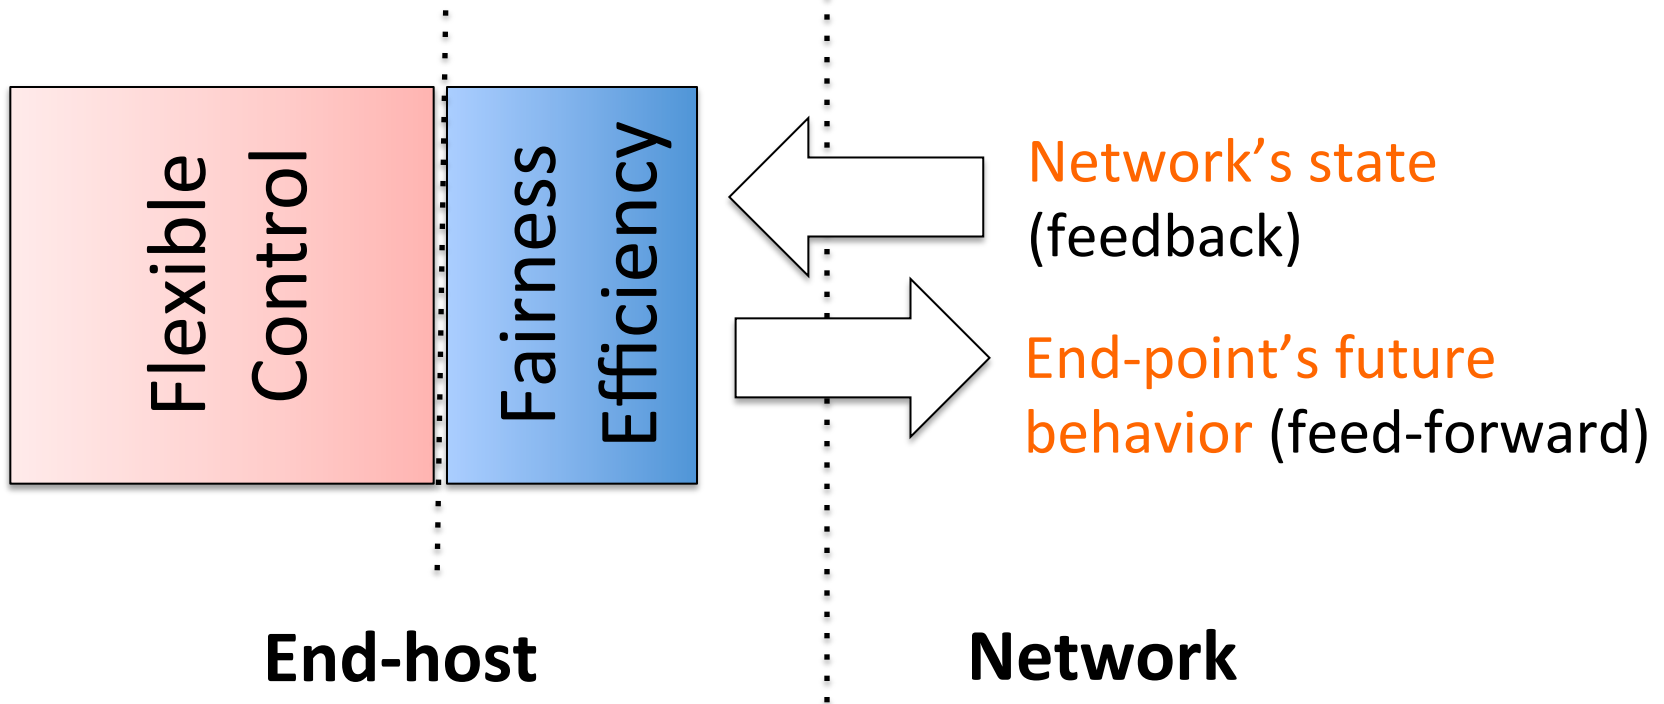 Flexible
Control
Fairness
Efficiency
Network’s state
(feedback)
End-point’s future
behavior (feed-forward)
End-host
Network